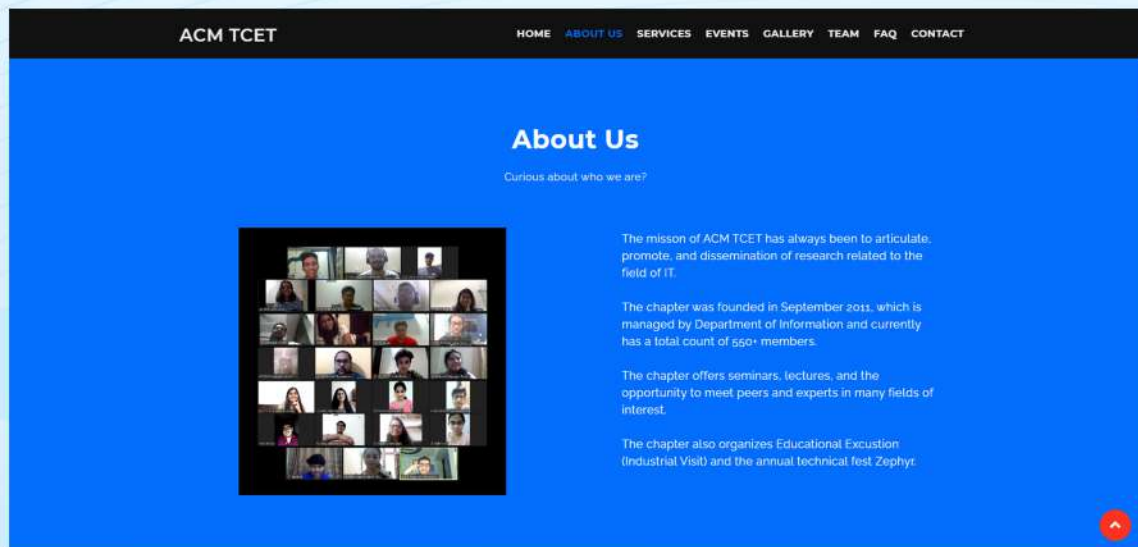 ACM TCET
HOME ABOUT US SERVICES EVENTS GALLERY TEAM FAQ CONTACT
About Us
Curious about who we are?
The misson of ACM TCET has always been to articulate,
promote, and dissemination of research related to the
field of IT.
The chapter was founded in September 2011, which is
managed by Department of Information and currently
has a total count of 550+ members.
The chapter offers seminars, lectures, and the
opportunity to meet peers and experts in many fields of
interest.
The chapter also organizes Educational Excustion
(Industrial Visit) and the annual technical fest Zephyr.